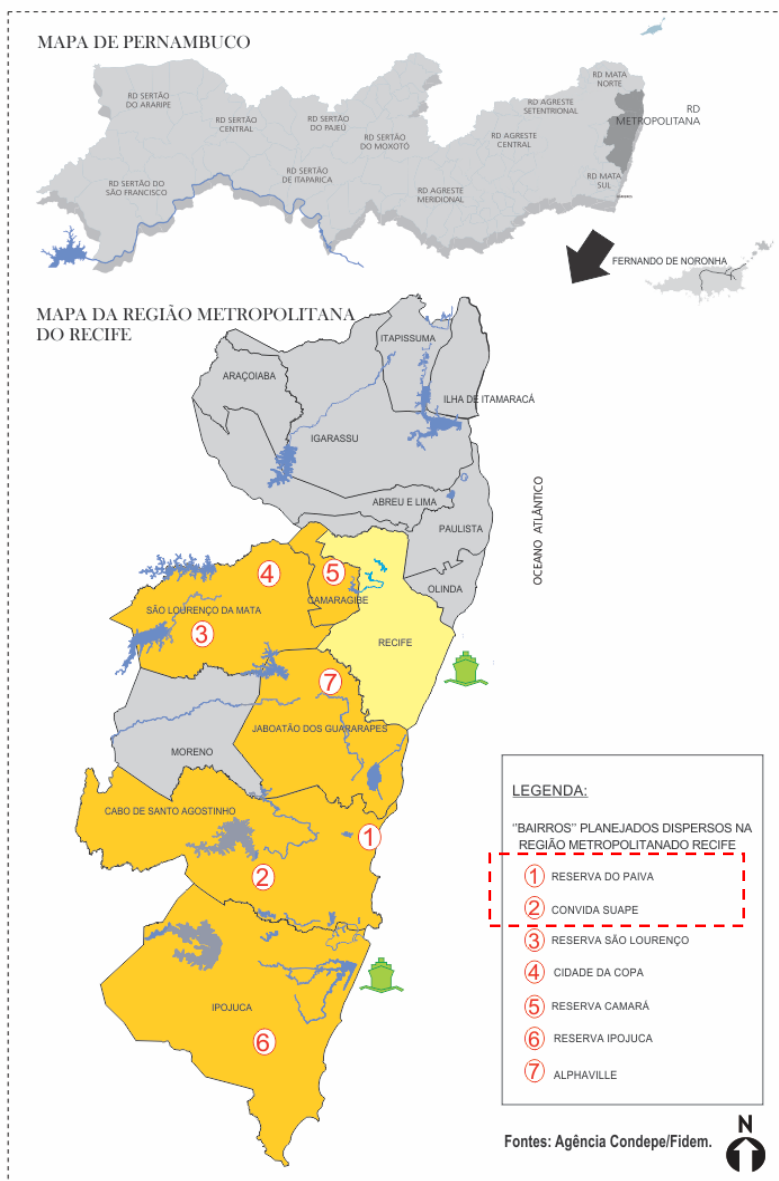 MAPA DE PERNAMBUCO
RD SERTÃO
DO ARARIPE
RD SERTÃO
CENTRAL
RD SERTÃO
DO PAJEÚ
RD SERTÃO
DO MOXOTÓ
RD AGRESTE
SETENTRIONAL
RD MATA
NORTE
RD
METROPOLITANA
RD AGRESTE
CENTRAL
RD SERTÃO DO
SÃO FRANCISCO
RD SERTÃO
DE ITAPARICA
RD AGRESTE
MERIDIONAL
RD MATA
SUL
FERNANDO DE NORONHA
MAPA DA REGIÃO METROPOLITANA
DO RECIFE
ITAPISSUMA
ARAÇOIABA
ILHA DE ITAMARACÁ
IGARASSU
ABREU E LIMA
PAULISTA
OCEANO ATLÂNTICO
OLINDA
4
5
CAMARAGIBE
SÃO LOURENÇO DA MATA
3
RECIFE
7
JABOATÃO DOS GUARARAPES
MORENO
CABO DE SANTO AGOSTINHO
1
2
IPOJUCA
6
LEGENDA:
"BAIRROS" PLANEJADOS DISPERSOS NA
REGIÃO METROPOLITANADO RECIFE
1 RESERVA DO PAIVA
2 CONVIDA SUAPE
3 RESERVA SÃO LOURENÇO
4 CIDADE DA COPA
5 RESERVA CAMARÁ
6 RESERVA IPOJUCA
7 ALPHAVILLE
Fontes: Agência Condepe/Fidem.
N